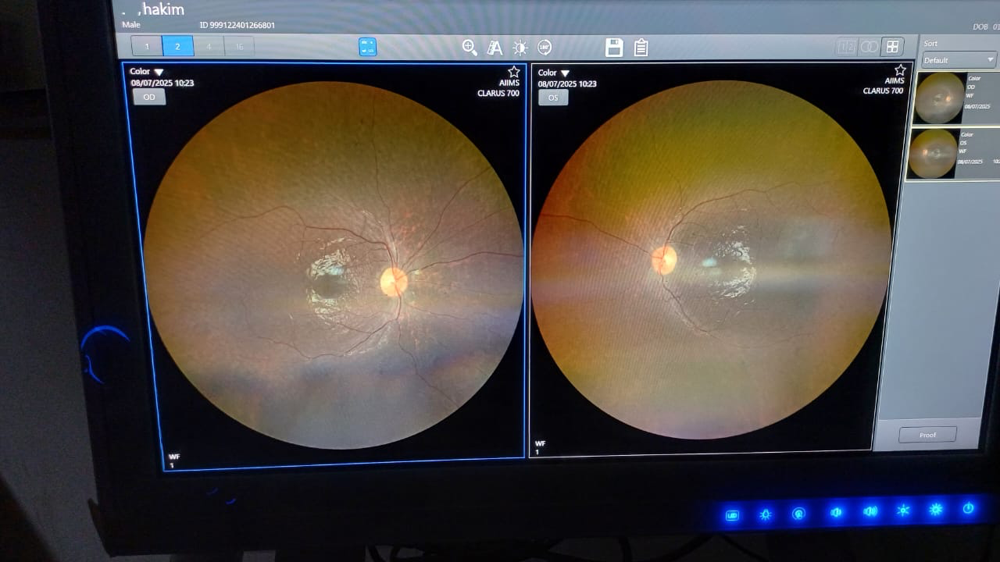 . ,hakim
Male
ID 999122401266801
DOB 01
1
2
4
16
180°
Sort
Default
Color
08/07/2025 10:23
OD
AIIMS
CLARUS 700
WF
1
Color
08/07/2025 10:23
OS
AIIMS
CLARUS 700
WF
1
Color
OD
WF
08/07/2025
Color
OS
WF
08/07/2025
Proof
LED